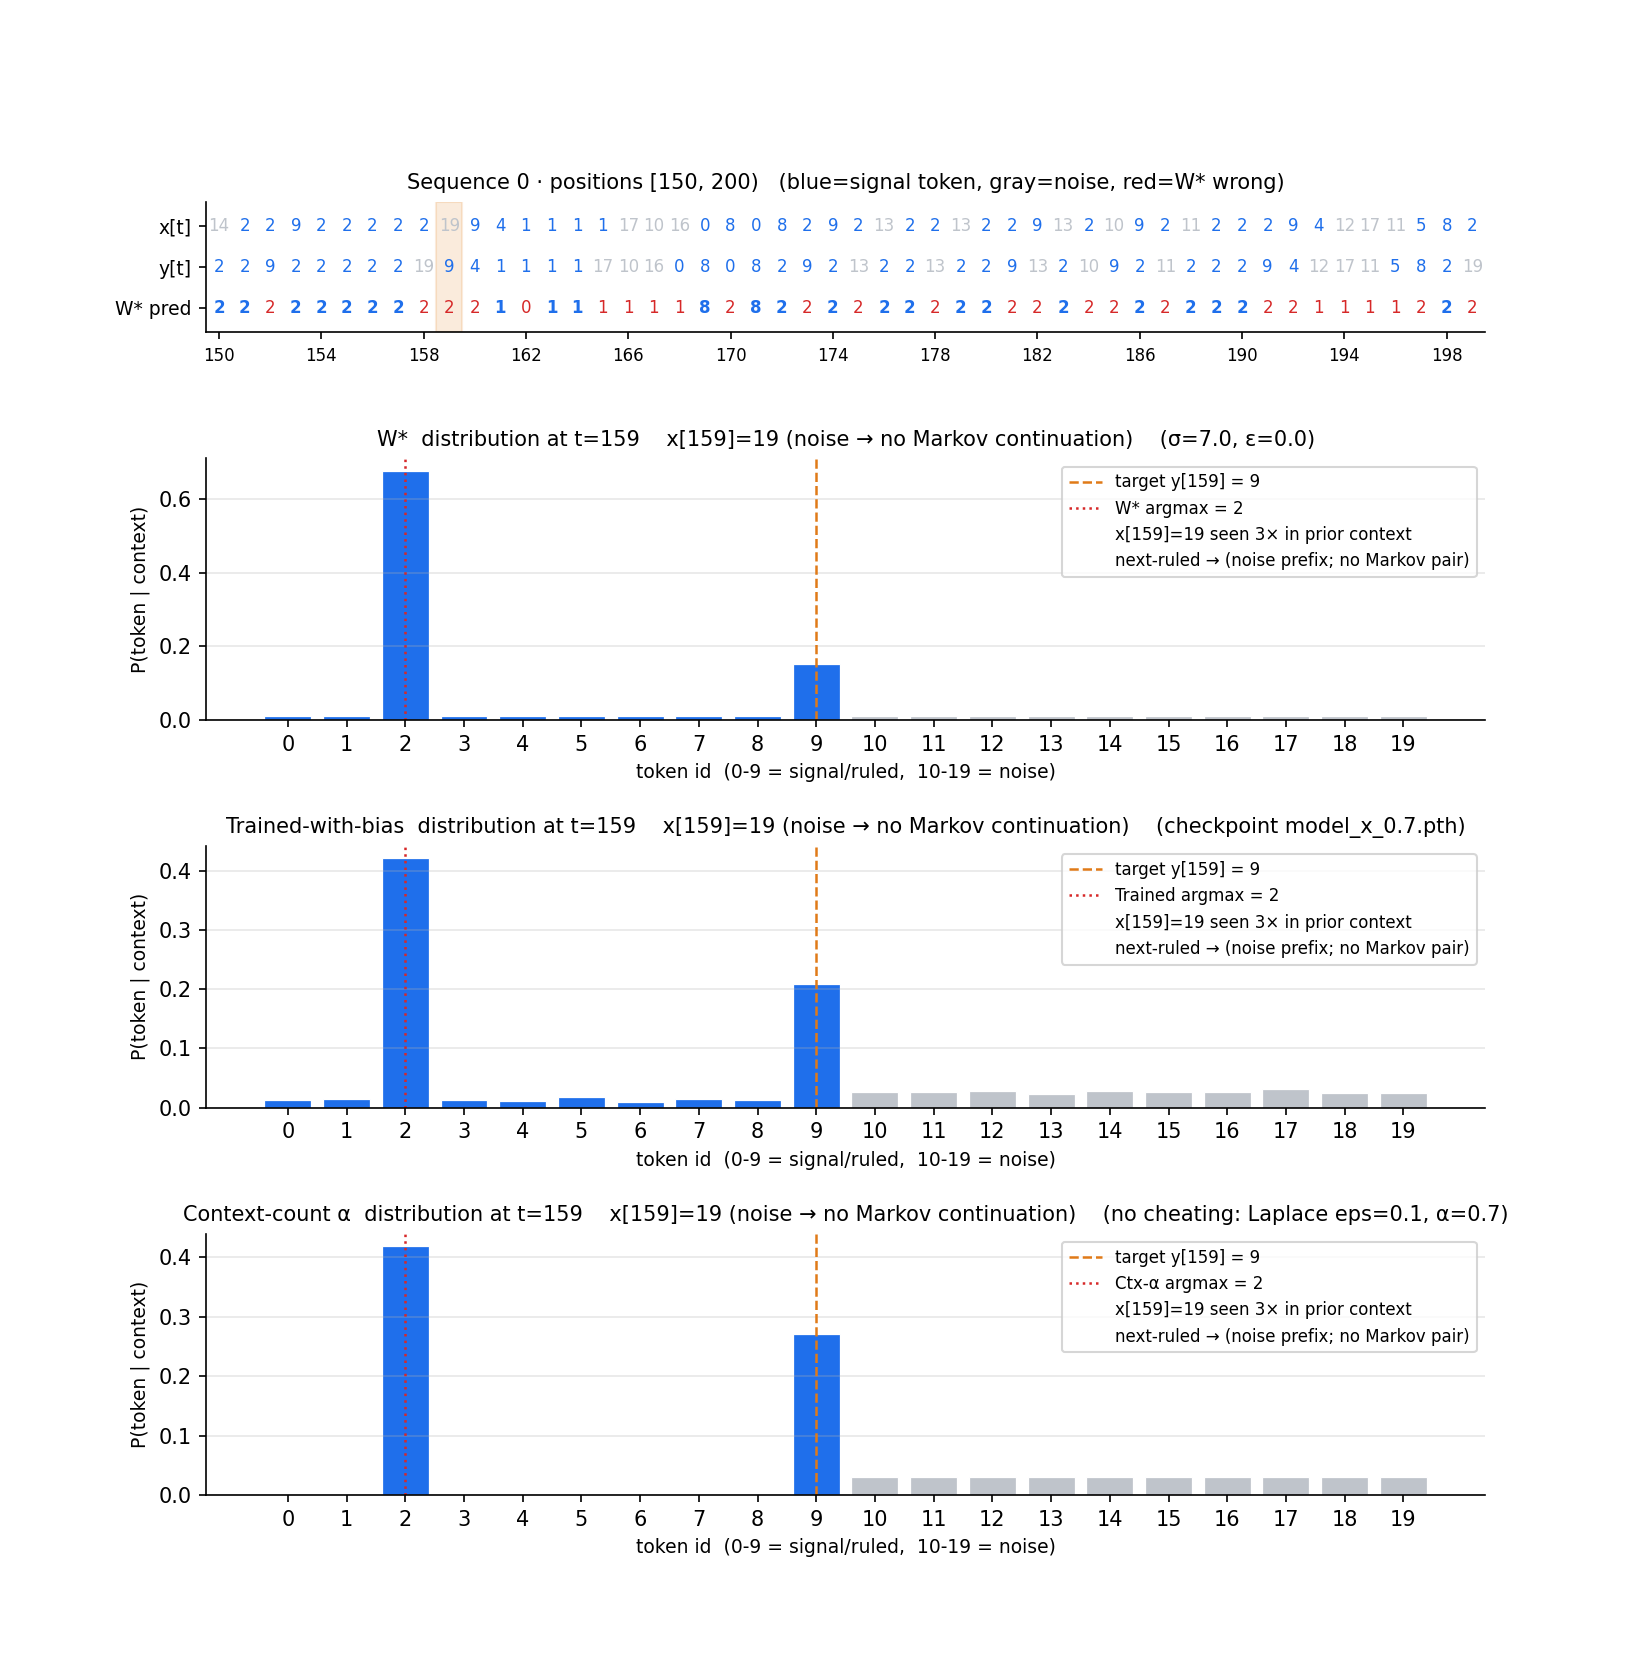 Sequence 0 · positions [150, 200)   (blue=signal token, gray=noise, red=W* wrong)
x[t] 14 2 2 9 2 2 2 2 2 19 9 4 1 1 1 1 17 10 16 0 8 0 8 2 9 2 13 2 2 13 2 2 9 13 2 10 9 2 11 2 2 2 9 4 12 17 11 5 8 2
y[t] 2 2 9 2 2 2 2 2 19 9 4 1 1 1 1 17 10 16 0 8 0 8 2 9 2 13 2 2 13 2 2 9 13 2 10 9 2 11 2 2 2 9 4 12 17 11 5 8 2 19
W* pred 2 2 2 2 2 2 2 2 2 2 2 1 0 1 1 1 1 1 1 8 2 8 2 2 2 2 2 2 2 2 2 2 2 2 2 2 2 2 2 2 2 2 2 1 1 1 1 2 2 2
150 154 158 162 166 170 174 178 182 186 190 194 198
W*  distribution at t=159    x[159]=19 (noise → no Markov continuation)    (σ=7.0, ε=0.0)
P(token | context)
0.6
0.4
0.2
0.0
target y[159] = 9
W* argmax = 2
x[159]=19 seen 3× in prior context
next-ruled → (noise prefix; no Markov pair)
0 1 2 3 4 5 6 7 8 9 10 11 12 13 14 15 16 17 18 19
token id  (0-9 = signal/ruled,  10-19 = noise)
Trained-with-bias  distribution at t=159    x[159]=19 (noise → no Markov continuation)    (checkpoint model_x_0.7.pth)
P(token | context)
0.4
0.3
0.2
0.1
0.0
target y[159] = 9
Trained argmax = 2
x[159]=19 seen 3× in prior context
next-ruled → (noise prefix; no Markov pair)
0 1 2 3 4 5 6 7 8 9 10 11 12 13 14 15 16 17 18 19
token id  (0-9 = signal/ruled,  10-19 = noise)
Context-count α  distribution at t=159    x[159]=19 (noise → no Markov continuation)    (no cheating: Laplace eps=0.1, α=0.7)
P(token | context)
0.4
0.3
0.2
0.1
0.0
target y[159] = 9
Ctx-α argmax = 2
x[159]=19 seen 3× in prior context
next-ruled → (noise prefix; no Markov pair)
0 1 2 3 4 5 6 7 8 9 10 11 12 13 14 15 16 17 18 19
token id  (0-9 = signal/ruled,  10-19 = noise)